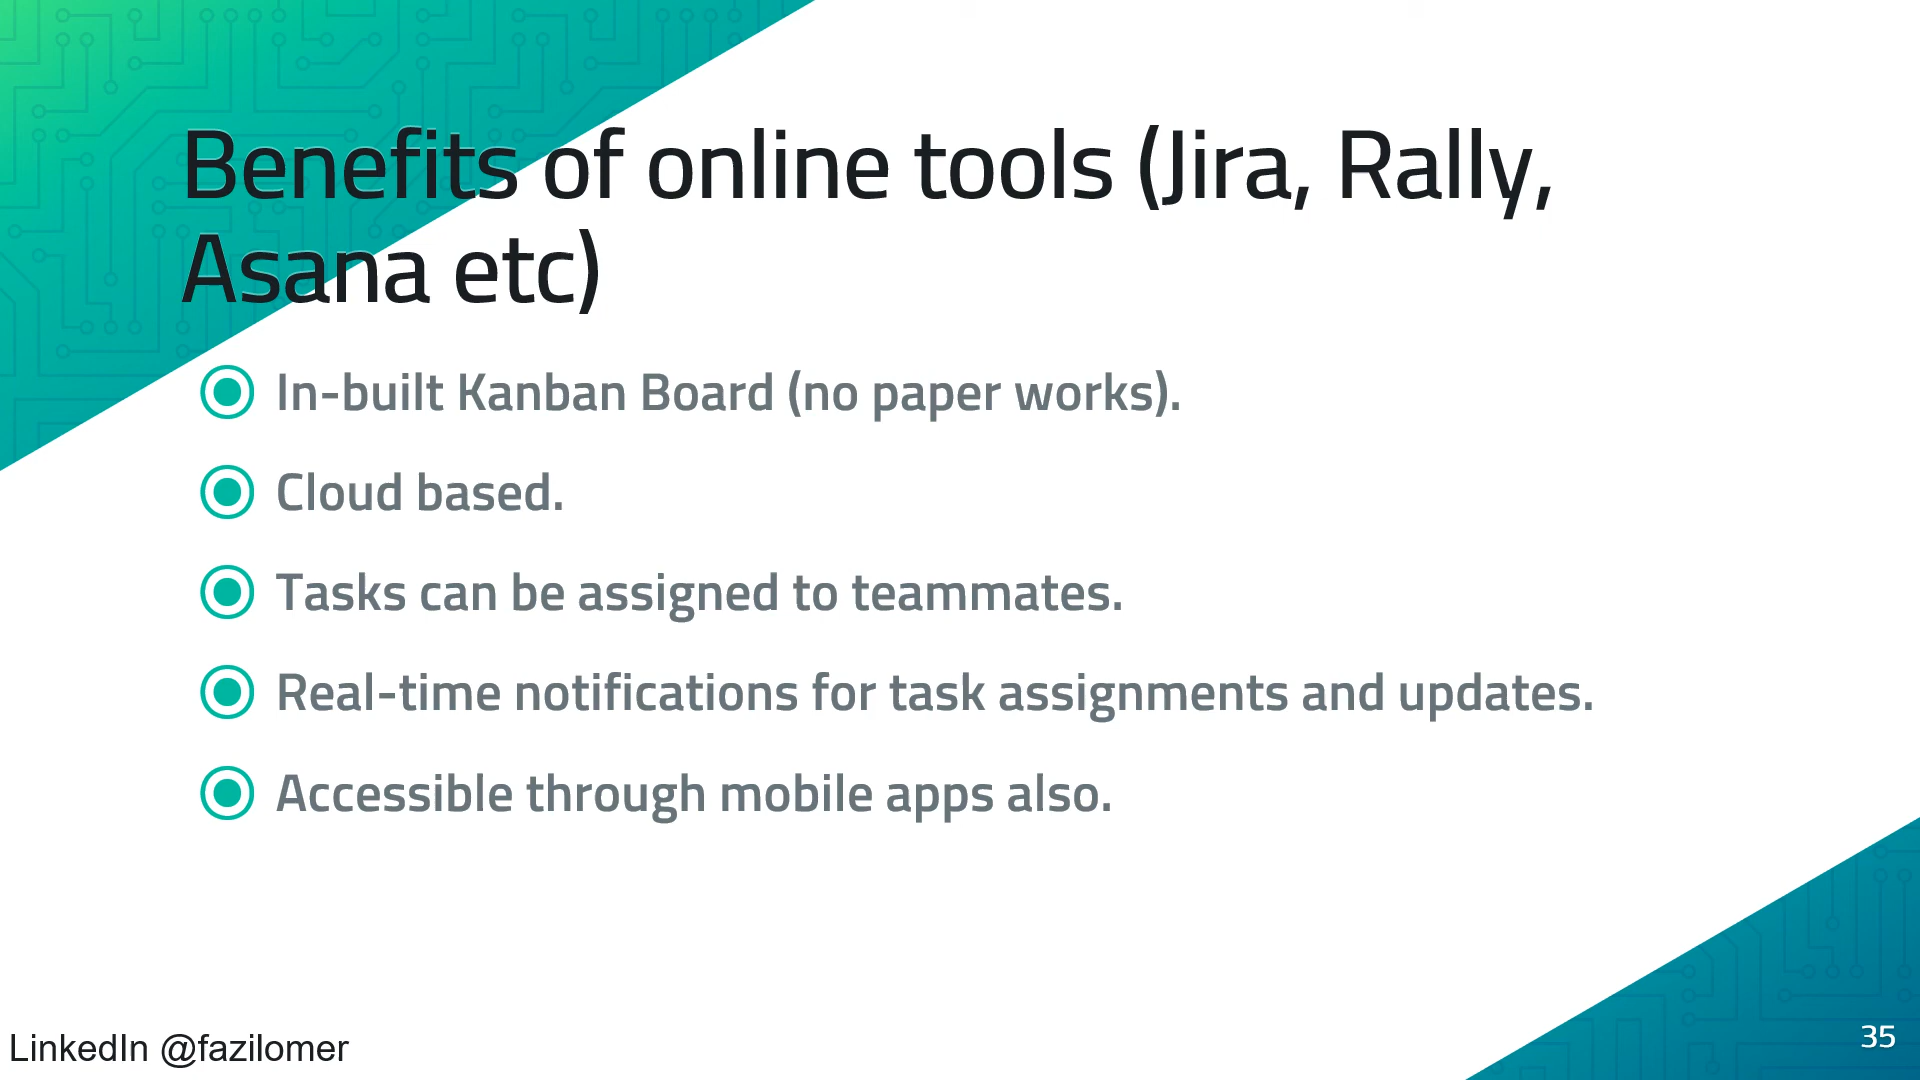 Benefits of online tools (Jira, Rally,
Asana etc)
In-built Kanban Board (no paper works).
Cloud based.
Tasks can be assigned to teammates.
Real-time notifications for task assignments and updates.
Accessible through mobile apps also.
LinkedIn @fazilomer
35